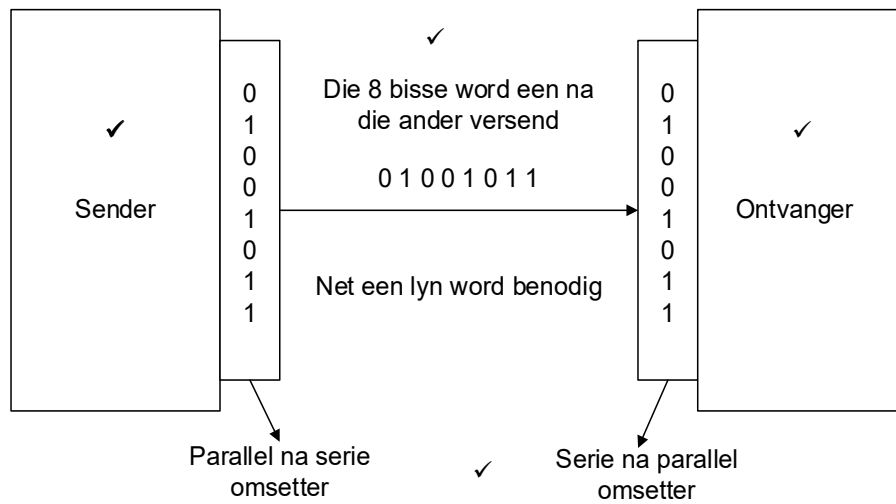 ✓
Die 8 bisse word een na
die ander versend
0 1 0 0 1 0 1 1
Net een lyn word benodig
✓
Sender
0
1
0
0
1
0
1
1
0
1
0
0
1
0
1
1
✓
Ontvanger
Parallel na serie
omsetter
✓
Serie na parallel
omsetter